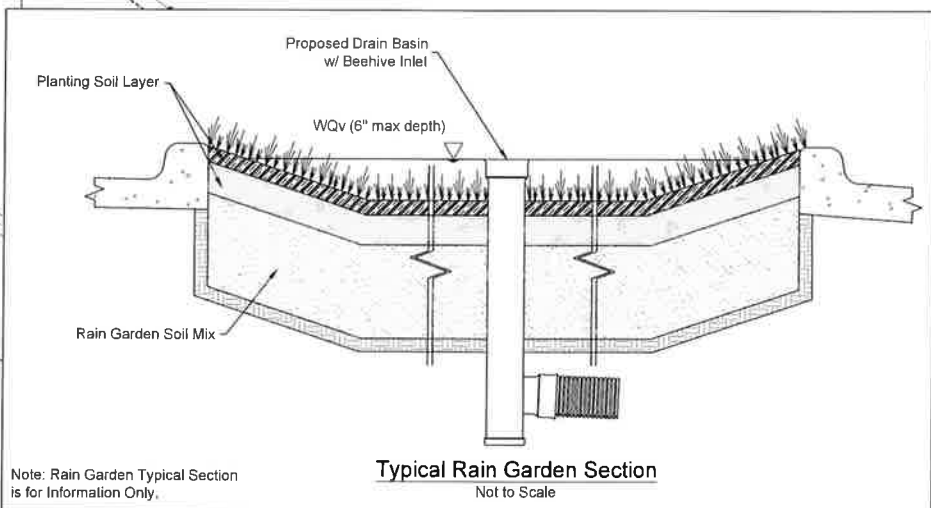 Proposed Drain Basin
w/ Beehive Inlet
Planting Soil Layer
WQv (6" max depth)
Rain Garden Soil Mix
Typical Rain Garden Section
Not to Scale
Note: Rain Garden Typical Section
is for Information Only.